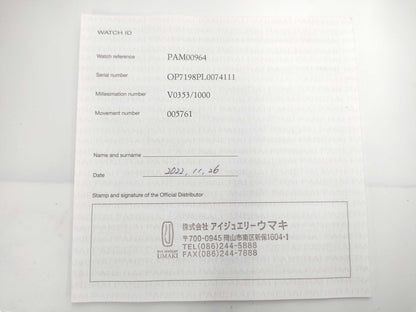 WATCH ID
Watch reference PAM00964
Serial number OP7198PL0074111
Millesimation number V0353/1000
Movement number 005761
Name and surname
Date 2022, 11, 26
Stamp and signature of the Official Distributor
株式会社 アイジュエリーウマキ
〒700-0945 岡山市南区新保1604-1
TEL(086)244-5888
FAX(086)244-7888
UMAKI